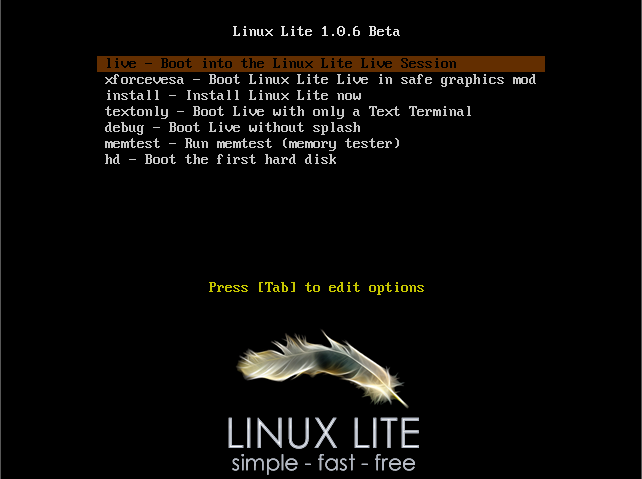 Linux Lite 1.0.6 Beta
live - Boot into the Linux Lite Live Session
xforcevesa - Boot Linux Lite Live in safe graphics mod
install - Install Linux Lite now
textonly - Boot Live with only a Text Terminal
debug - Boot Live without splash
memtest - Run memtest (memory tester)
hd - Boot the first hard disk
Press [Tab] to edit options
LINUX LITE
simple - fast - free